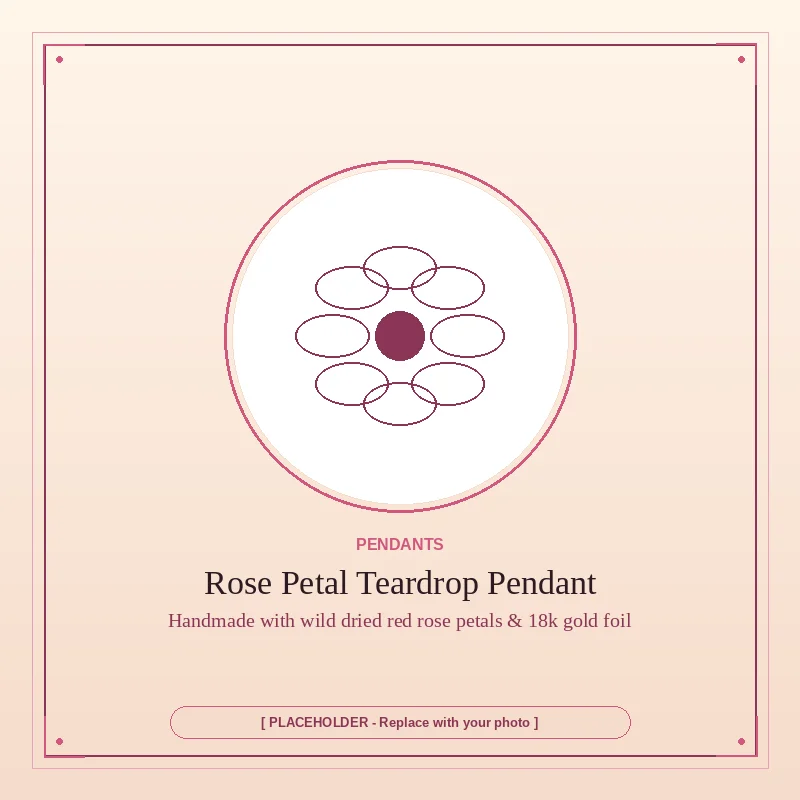 PENDANTS
Rose Petal Teardrop Pendant
Handmade with wild dried red rose petals & 18k gold foil
[ PLACEHOLDER - Replace with your photo ]